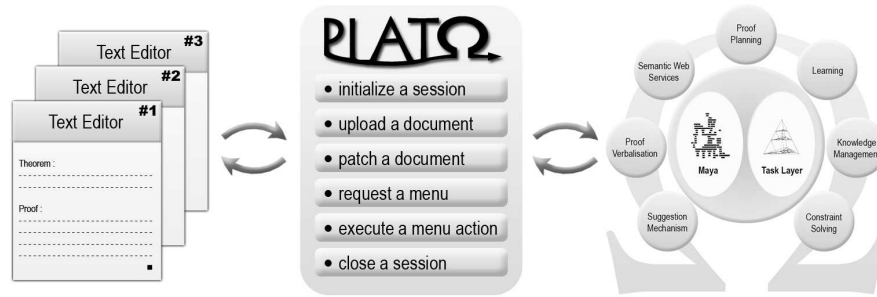 Text Editor #3
Text Editor #2
Text Editor #1
Theorem :
Proof :
PLATΩ
• initialize a session
• upload a document
• patch a document
• request a menu
• execute a menu action
• close a session
Proof
Planning
Semantic Web
Services
Learning
Proof
Verbalisation
Maya
Task Layer
Knowledge
Management
Suggestion
Mechanism
Constraint
Solving